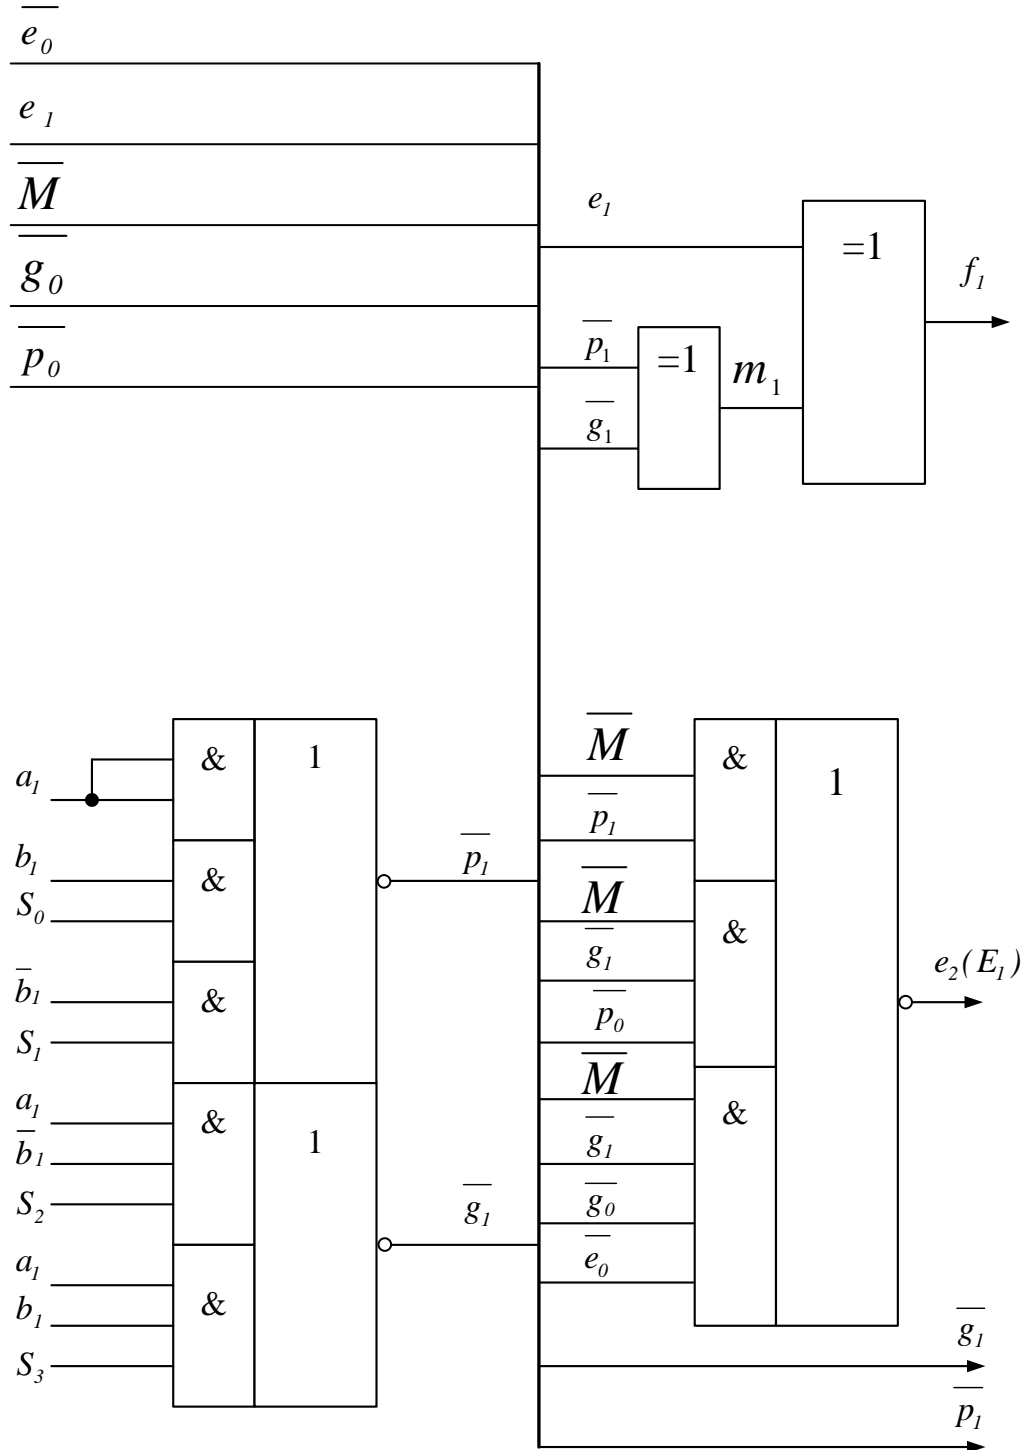 e̅₀
e₁
M̅
g̅₀
p̅₀
e₁
=1
f₁
p̅₁
=1
m₁
g̅₁
a₁
&
1
b₁
S₀
&
p̅₁
b̅₁
S₁
&
a₁
b̅₁
S₂
&
1
g̅₁
a₁
b₁
S₃
&
M̅
p̅₁
&
1
M̅
g̅₁
p̅₀
&
M̅
g̅₁
g̅₀
e̅₀
&
e₂(E₁)
g̅₁
p̅₁